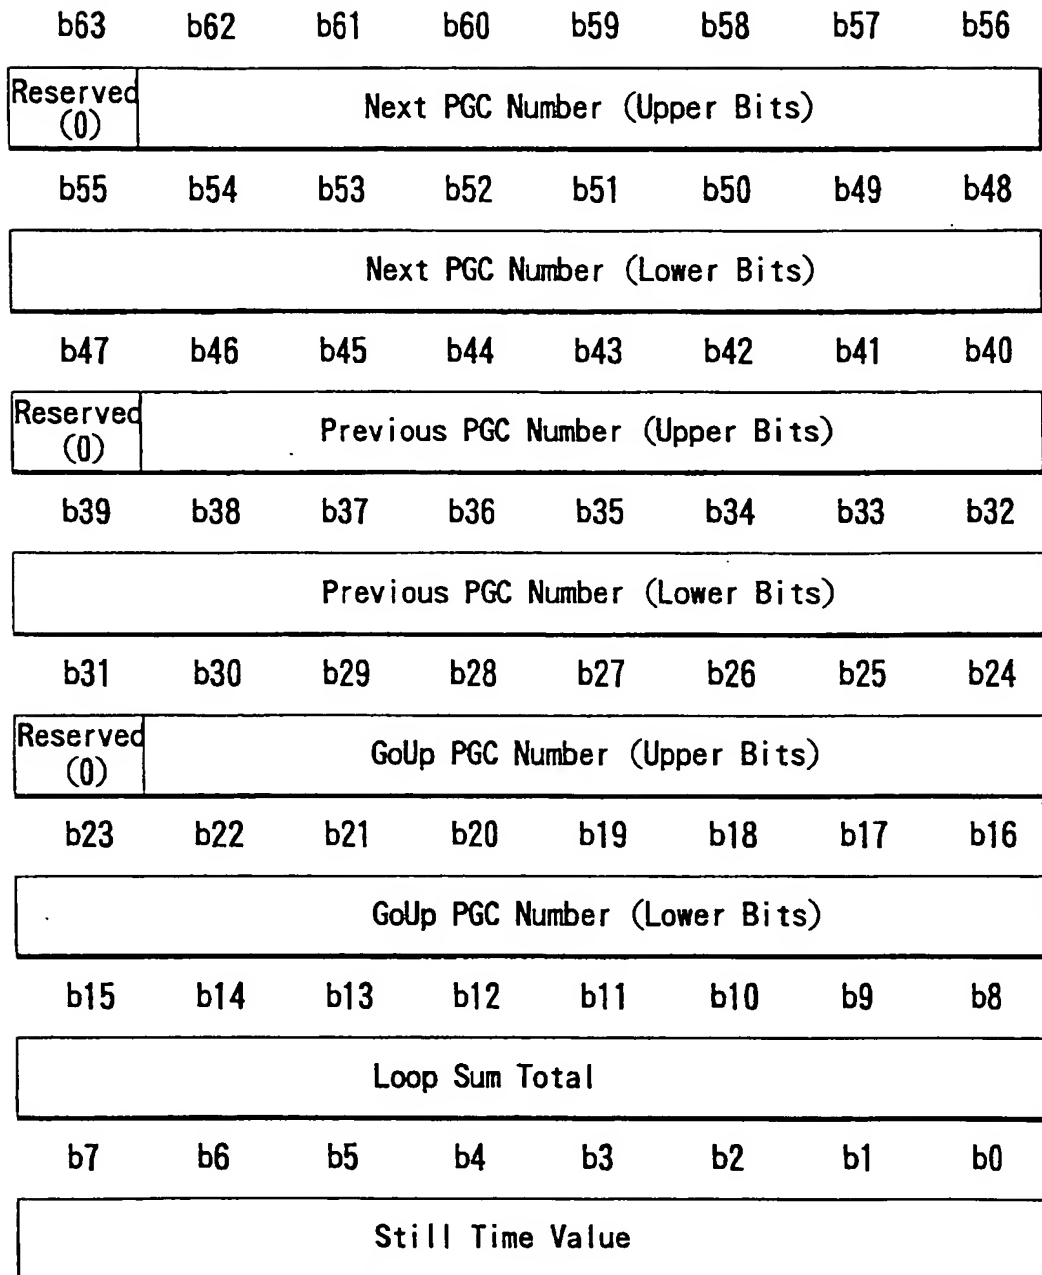 b63 b62 b61 b60 b59 b58 b57 b56
Reserved
(0)
Next PGC Number (Upper Bits)
b55 b54 b53 b52 b51 b50 b49 b48
Next PGC Number (Lower Bits)
b47 b46 b45 b44 b43 b42 b41 b40
Reserved
(0)
Previous PGC Number (Upper Bits)
b39 b38 b37 b36 b35 b34 b33 b32
Previous PGC Number (Lower Bits)
b31 b30 b29 b28 b27 b26 b25 b24
Reserved
(0)
GoUp PGC Number (Upper Bits)
b23 b22 b21 b20 b19 b18 b17 b16
GoUp PGC Number (Lower Bits)
b15 b14 b13 b12 b11 b10 b9 b8
Loop Sum Total
b7 b6 b5 b4 b3 b2 b1 b0
Still Time Value